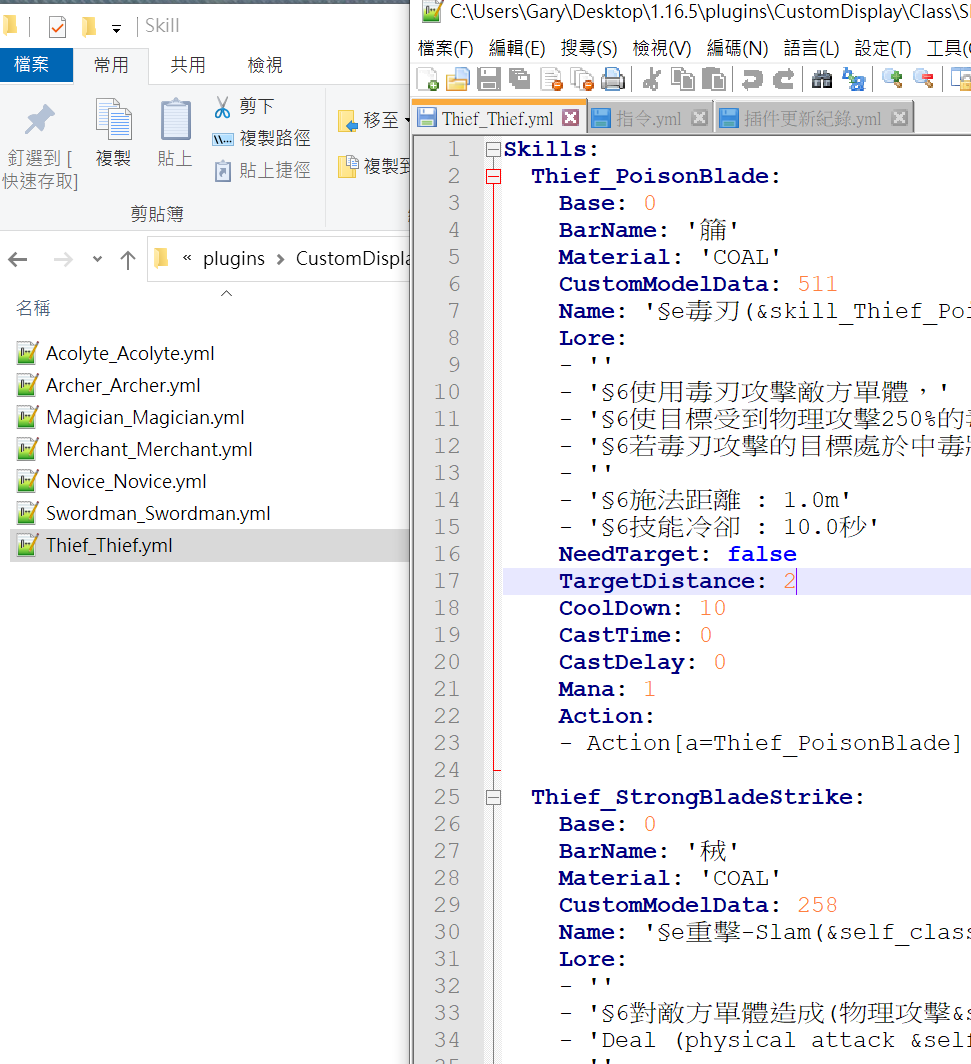 Skill
檔案 常用 共用 檢視
釘選到 [
快速存取]
複製
貼上
剪下
複製路徑
貼上捷徑
移至
複製到
剪貼簿
« plugins > CustomDispla
名稱
Acolyte_Acolyte.yml
Archer_Archer.yml
Magician_Magician.yml
Merchant_Merchant.yml
Novice_Novice.yml
Swordman_Swordman.yml
Thief_Thief.yml
C:\Users\Gary\Desktop\1.16.5\plugins\CustomDisplay\Class\S
檔案(F) 編輯(E) 搜尋(S) 檢視(V) 編碼(N) 語言(L) 設定(T) 工具(
Thief_Thief.yml 指令.yml 插件更新紀錄.yml
1 Skills:
2 Thief_PoisonBlade:
3 Base: 0
4 BarName: '籋'
5 Material: 'COAL'
6 CustomModelData: 511
7 Name: '§e毒刃(&skill_Thief_Poi
8 Lore:
9 - ''
10 - '§6使用毒刃攻擊敵方單體，'
11 - '§6使目標受到物理攻擊250%的毒
12 - '§6若毒刃攻擊的目標處於中毒狀
13 - ''
14 - '§6施法距離 : 1.0m'
15 - '§6技能冷卻 : 10.0秒'
16 NeedTarget: false
17 TargetDistance: 2
18 CoolDown: 10
19 CastTime: 0
20 CastDelay: 0
21 Mana: 1
22 Action:
23 - Action[a=Thief_PoisonBlade]
24
25 Thief_StrongBladeStrike:
26 Base: 0
27 BarName: '秫'
28 Material: 'COAL'
29 CustomModelData: 258
30 Name: '§e重擊-Slam(&self_class
31 Lore:
32 - ''
33 - '§6對敵方單體造成(物理攻擊&s
34 - 'Deal (physical attack &self
35 - ''